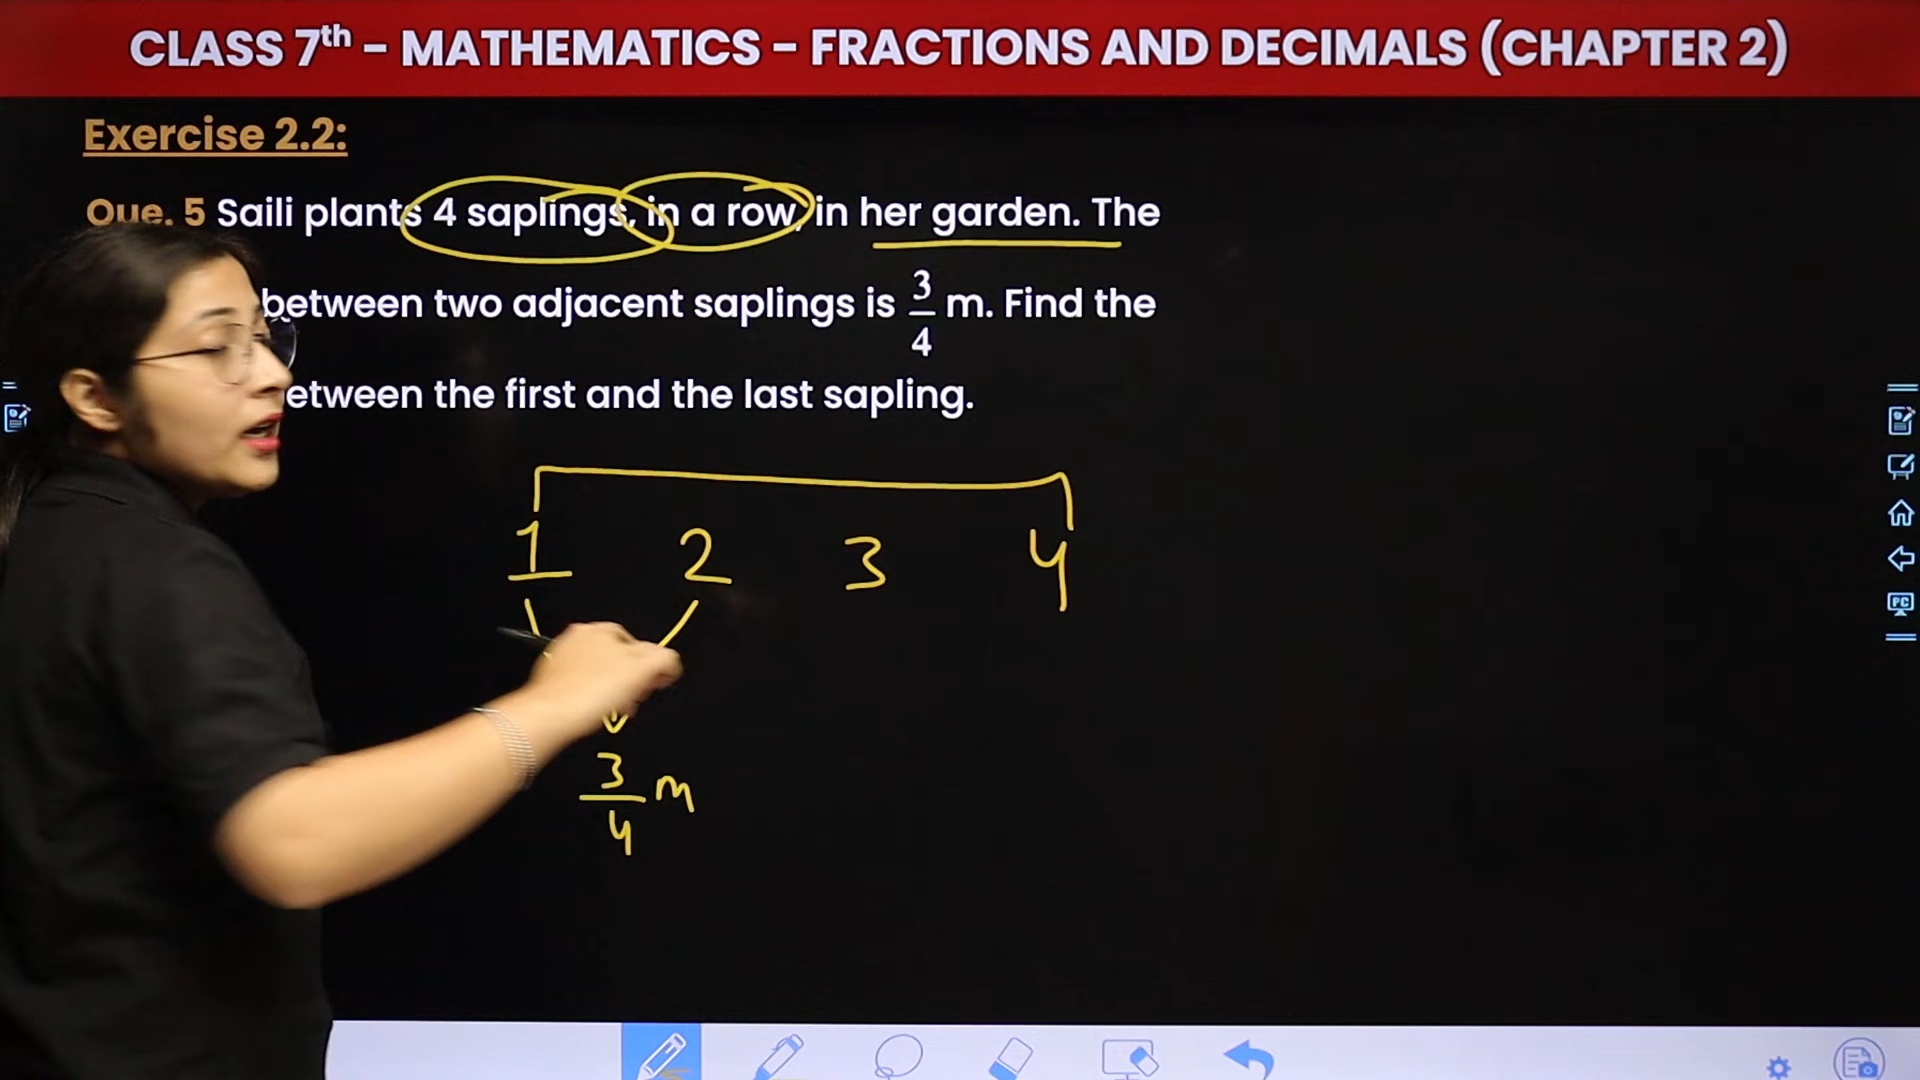 CLASS 7th – MATHEMATICS – FRACTIONS AND DECIMALS (CHAPTER 2)
Exercise 2.2:
Que. 5 Saili plants 4 saplings, in a row, in her garden. The
between two adjacent saplings is 3/4 m. Find the
etween the first and the last sapling.
1 2 3 4
3/4 m
PC